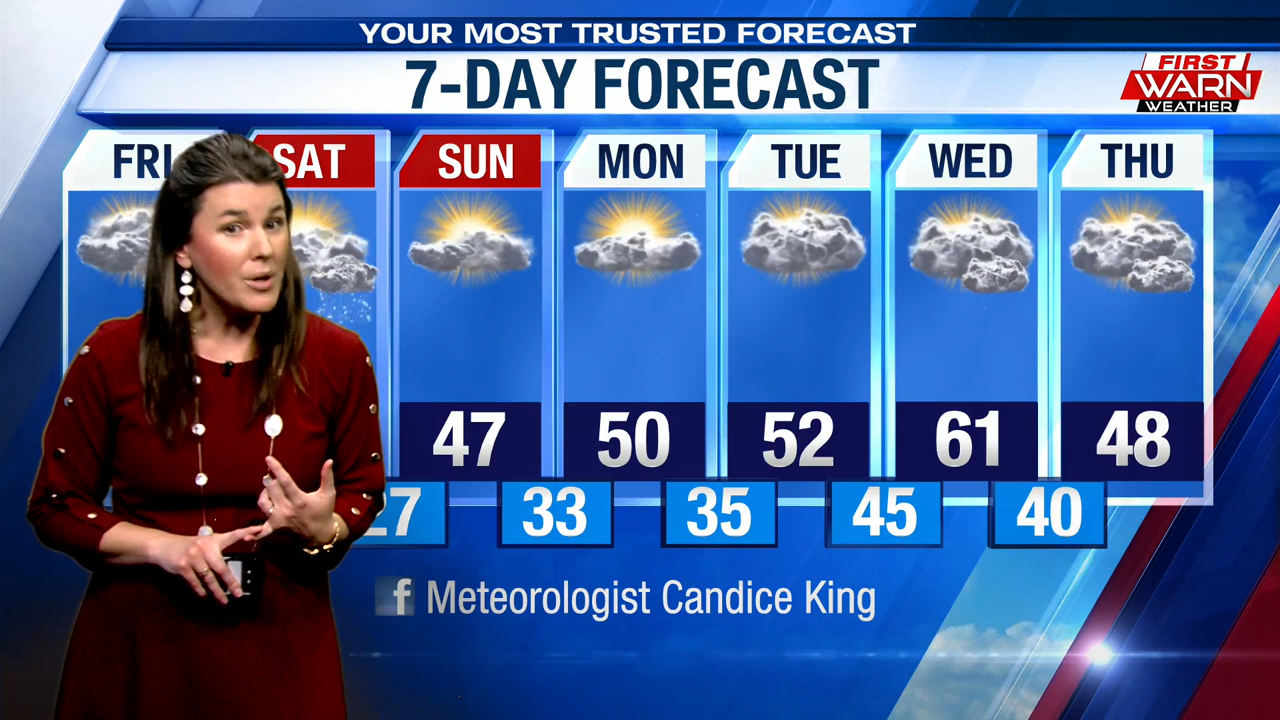 YOUR MOST TRUSTED FORECAST
7-DAY FORECAST
FIRST
WARN
WEATHER
FRI SAT SUN MON TUE WED THU
47 50 52 61 48
33 35 45 40
f Meteorologist Candice King